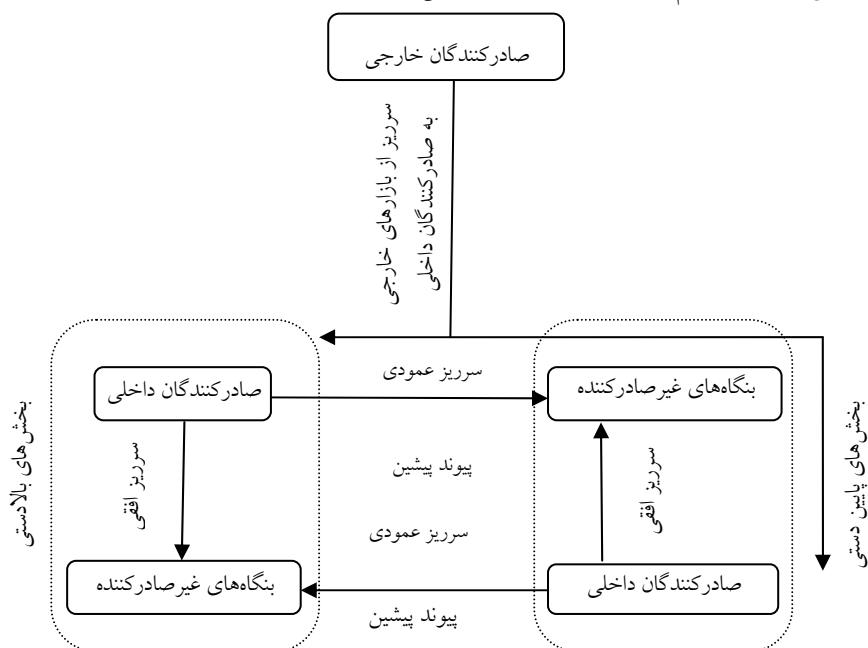 صادرکنندگان خارجی
سرریز از بازارهای خارجی
به صادرکنندگان داخلی
سرریز عمودی
بنگاه‌های غیرصادرکننده
صادرکنندگان داخلی
بخش‌های پایین دستی
بخش‌های بالادستی
سرریز افقی
پیوند پیشین
سرریز افقی
سرریز عمودی
صادرکنندگان داخلی
بنگاه‌های غیرصادرکننده
پیوند پیشین